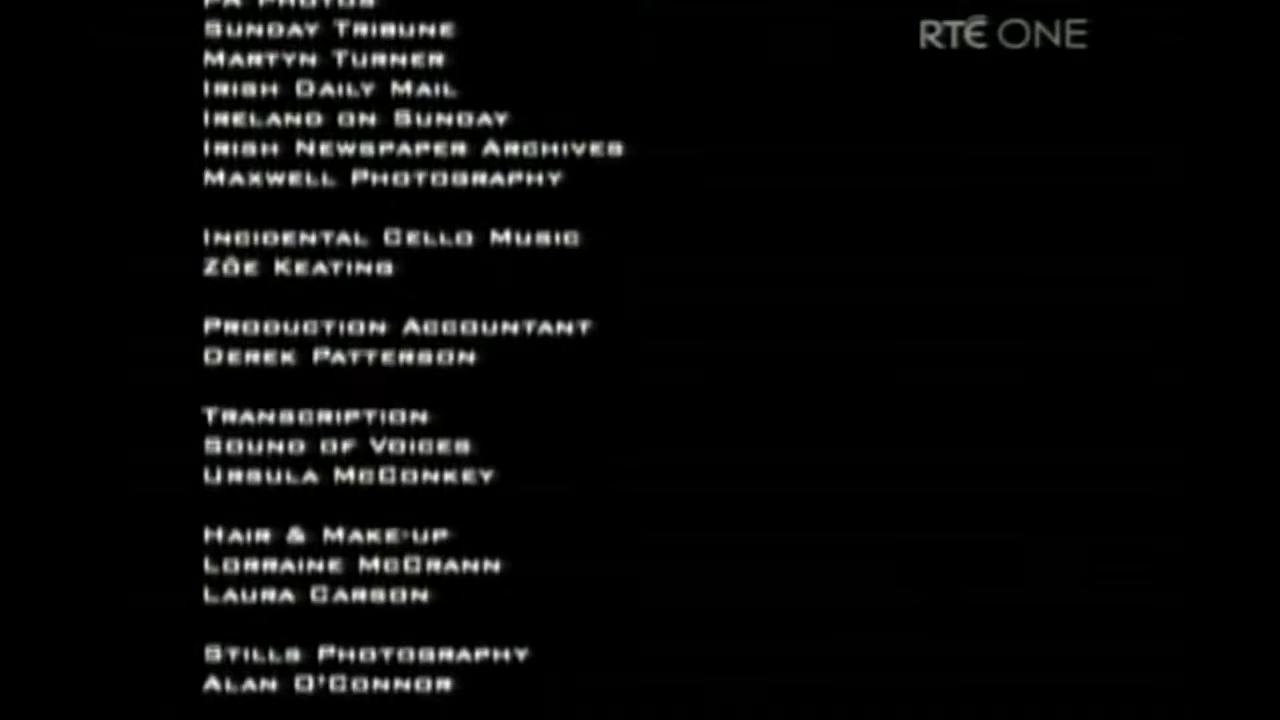 PA PHOTOS
SUNDAY TRIBUNE
MARTYN TURNER
IRISH DAILY MAIL
IRELAND ON SUNDAY
IRISH NEWSPAPER ARCHIVES
MAXWELL PHOTOGRAPHY
INCIDENTAL CELLO MUSIC
ZÖE KEATING
PRODUCTION ACCOUNTANT
DEREK PATTERSON
TRANSCRIPTION
SOUND OF VOICES
URSULA MCCONKEY
HAIR & MAKE-UP
LORRAINE MCCRANN
LAURA CARSON
STILLS PHOTOGRAPHY
ALAN O'CONNOR
RTÉ ONE